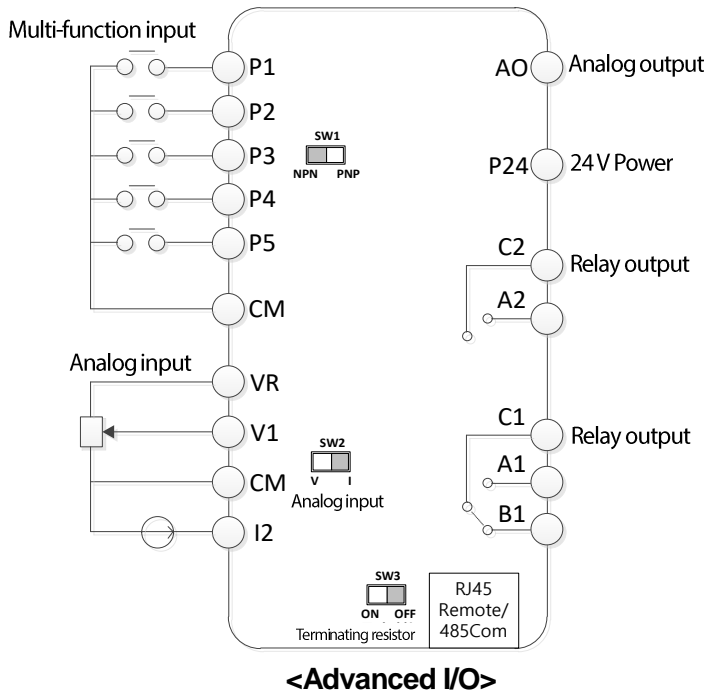 Multi-function input
P1
P2
P3
P4
P5
CM
SW1
NPN PNP
Analog input
VR
V1
CM
I2
SW2
V I
Analog input
SW3
ON OFF
Terminating resistor
RJ45
Remote/
485Com
AO Analog output
P24 24 V Power
C2 Relay output
A2
C1 Relay output
A1
B1
<Advanced I/O>